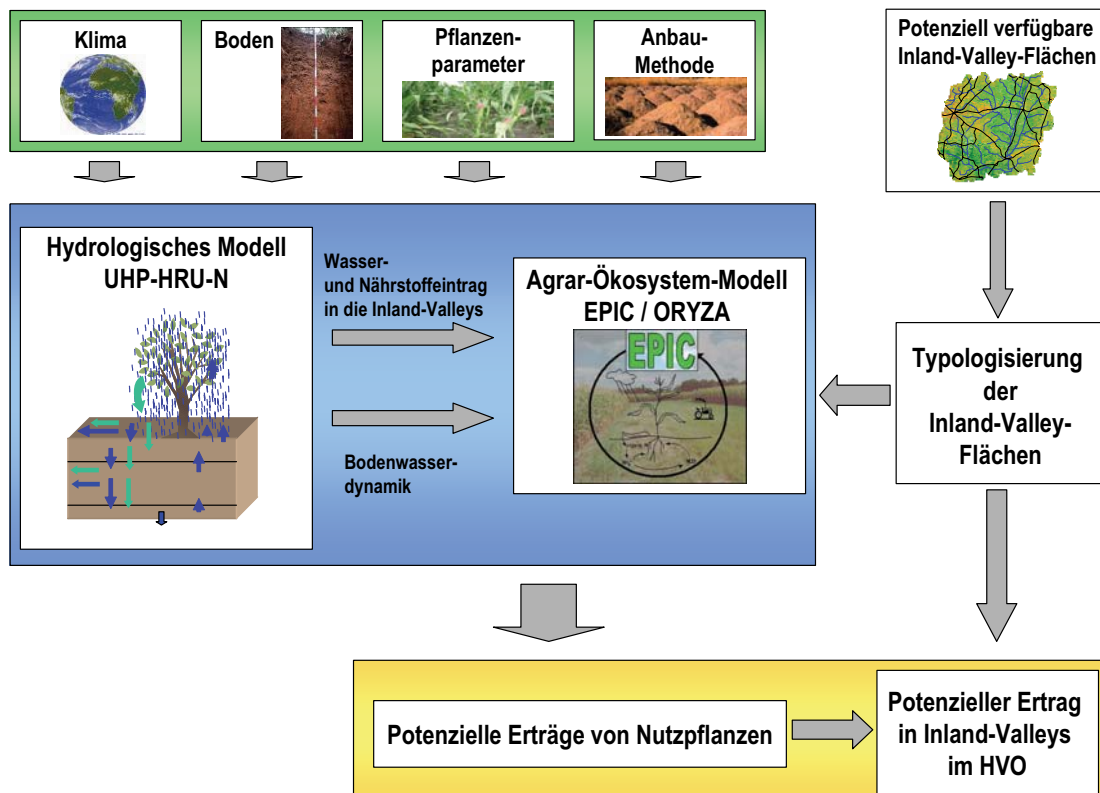 Klima
Boden
Pflanzen-
parameter
Anbau-
Methode
Potenziell verfügbare
Inland-Valley-Flächen
Hydrologisches Modell
UHP-HRU-N
Wasser-
und Nährstoffeintrag
in die Inland-Valleys
Bodenwasser-
dynamik
Agrar-Ökosystem-Modell
EPIC / ORYZA
EPIC
Typologisierung
der
Inland-Valley-
Flächen
Potenzielle Erträge von Nutzpflanzen
Potenzieller Ertrag
in Inland-Valleys
im HVO